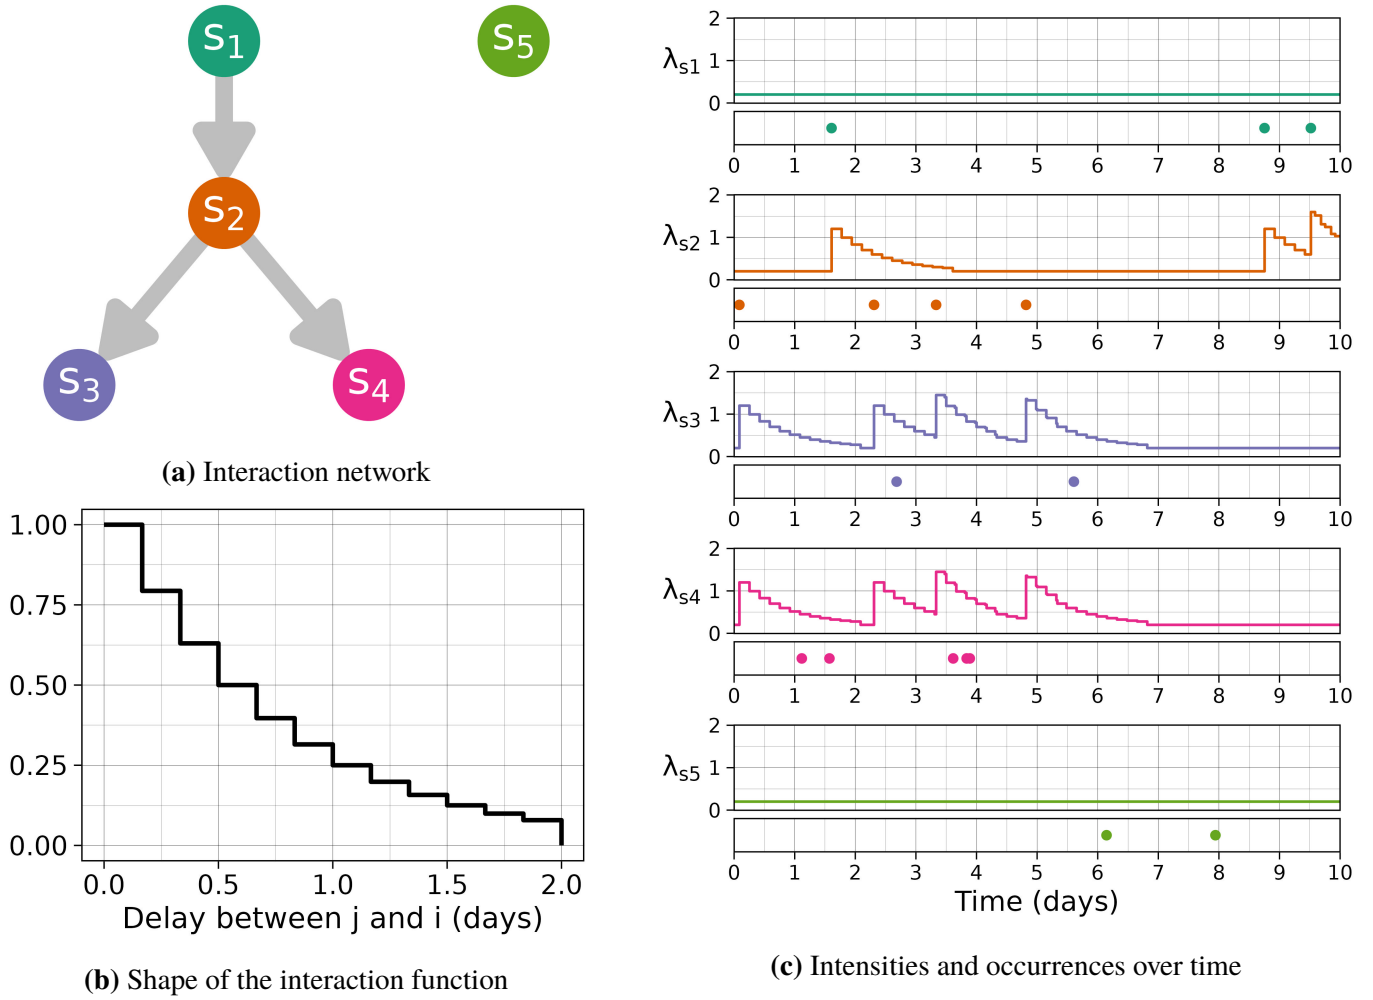 S1
S5
S2
S3
S4
(a) Interaction network
1.00
0.75
0.50
0.25
0.00
0.0 0.5 1.0 1.5 2.0
Delay between j and i (days)
(b) Shape of the interaction function
2
λs1 1
0
0 1 2 3 4 5 6 7 8 9 10
2
λs2 1
0
0 1 2 3 4 5 6 7 8 9 10
2
λs3 1
0
0 1 2 3 4 5 6 7 8 9 10
2
λs4 1
0
0 1 2 3 4 5 6 7 8 9 10
2
λs5 1
0
0 1 2 3 4 5 6 7 8 9 10
Time (days)
(c) Intensities and occurrences over time